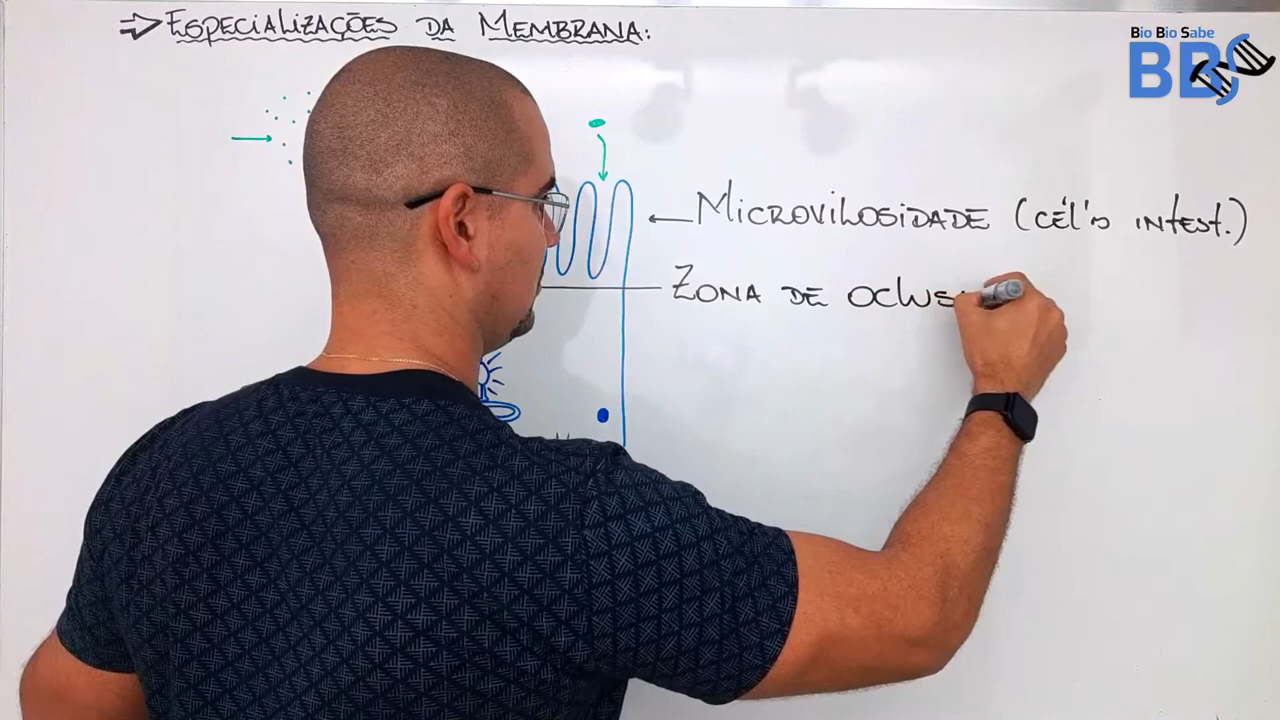 ⇒ ESPECIALIZAÇÕES DA MEMBRANA:
Bio Bio Sabe
BBS
MICROVILOSIDADE (CÉL'S INTEST.)
ZONA DE OCLUS